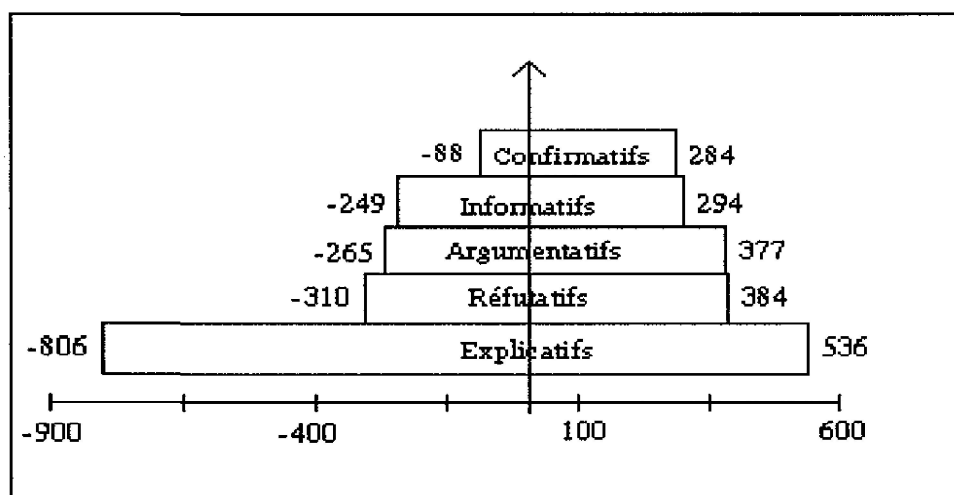 -88 Confirmatifs 284
-249 Informatifs 294
-265 Argumentatifs 377
-310 Réfutatifs 384
-806 Explicatifs 536
-900 -400 100 600